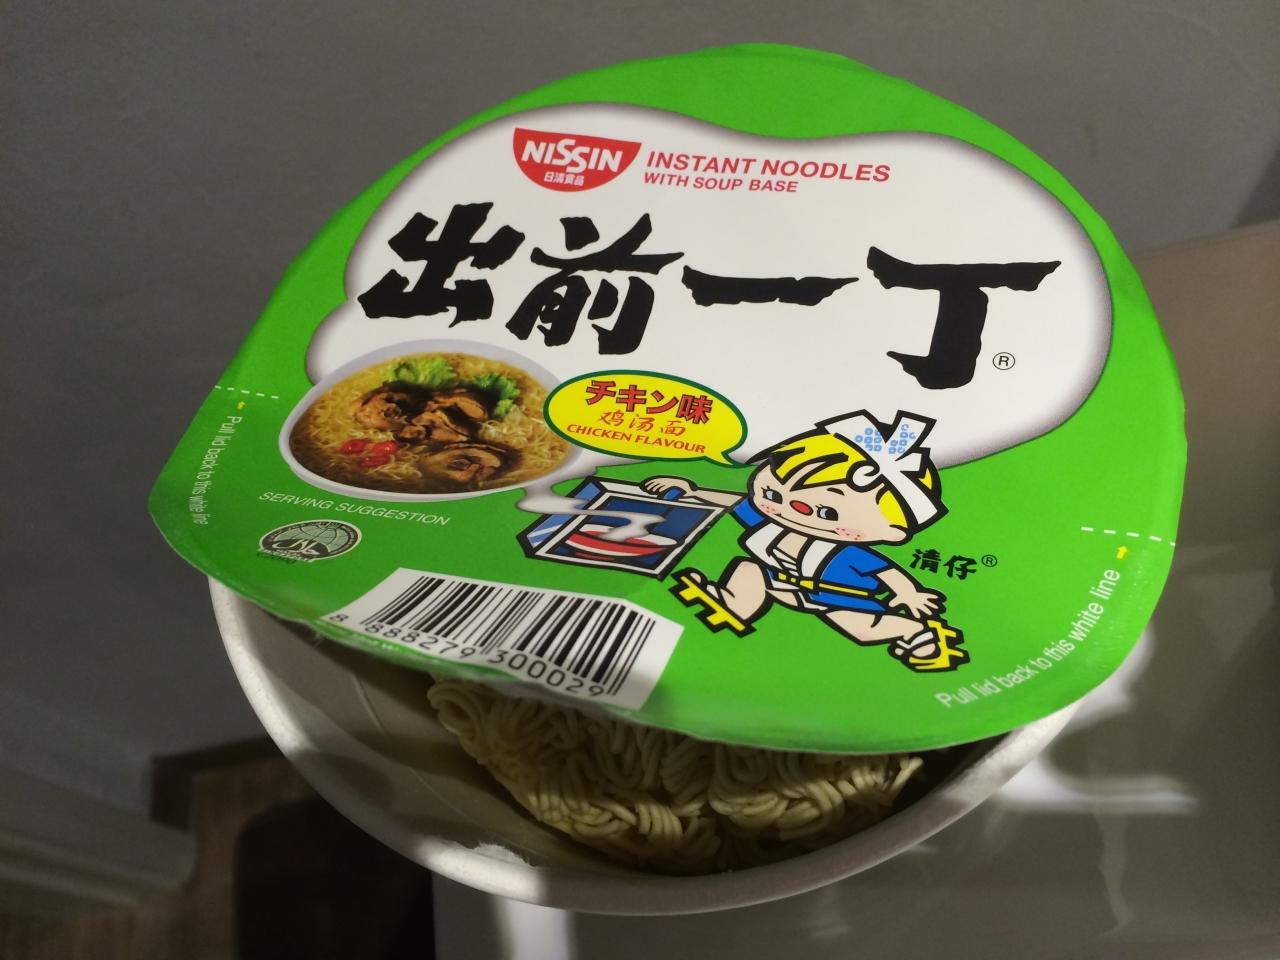 NISSIN
日清食品
INSTANT NOODLES
WITH SOUP BASE
出前一丁®
チキン味
鸡汤面
CHICKEN FLAVOUR
Pull lid back to this white line
SERVING SUGGESTION
清仔®
Pull lid back to this white line
8 888279 300029